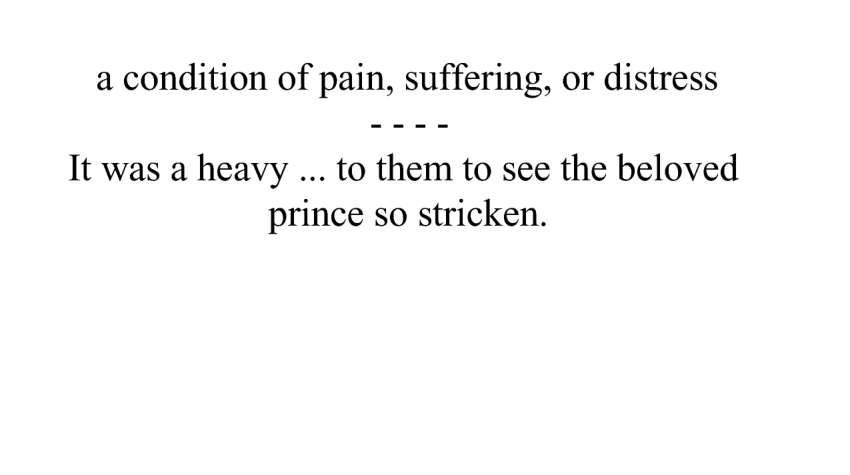 a condition of pain, suffering, or distress
- - - -
It was a heavy ... to them to see the beloved
prince so stricken.